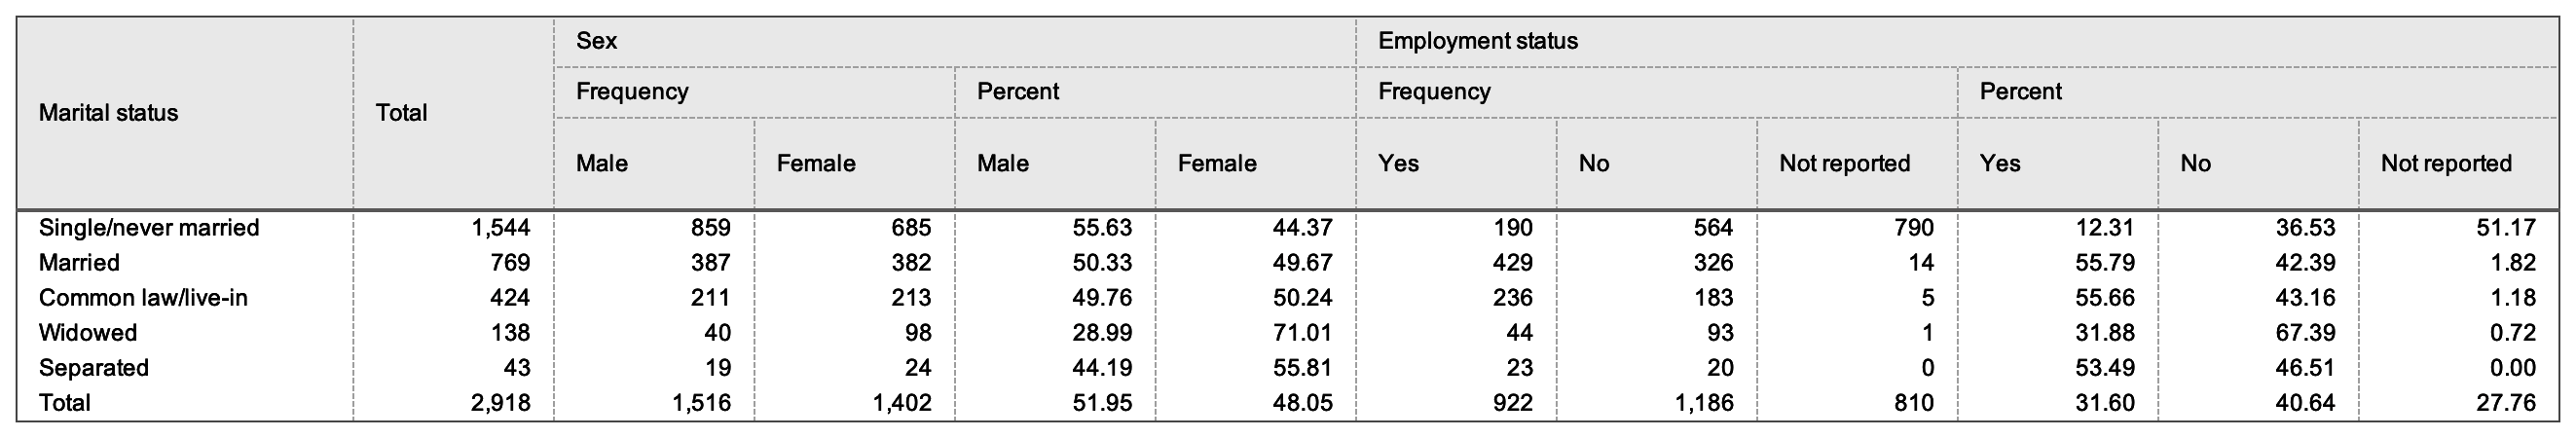 Sex Employment status
Frequency Percent Frequency Percent
Marital status Total
Male Female Male Female Yes No Not reported Yes No Not reported
Single/never married 1,544 859 685 55.63 44.37 190 564 790 12.31 36.53 51.17
Married 769 387 382 50.33 49.67 429 326 14 55.79 42.39 1.82
Common law/live-in 424 211 213 49.76 50.24 236 183 5 55.66 43.16 1.18
Widowed 138 40 98 28.99 71.01 44 93 1 31.88 67.39 0.72
Separated 43 19 24 44.19 55.81 23 20 0 53.49 46.51 0.00
Total 2,918 1,516 1,402 51.95 48.05 922 1,186 810 31.60 40.64 27.76